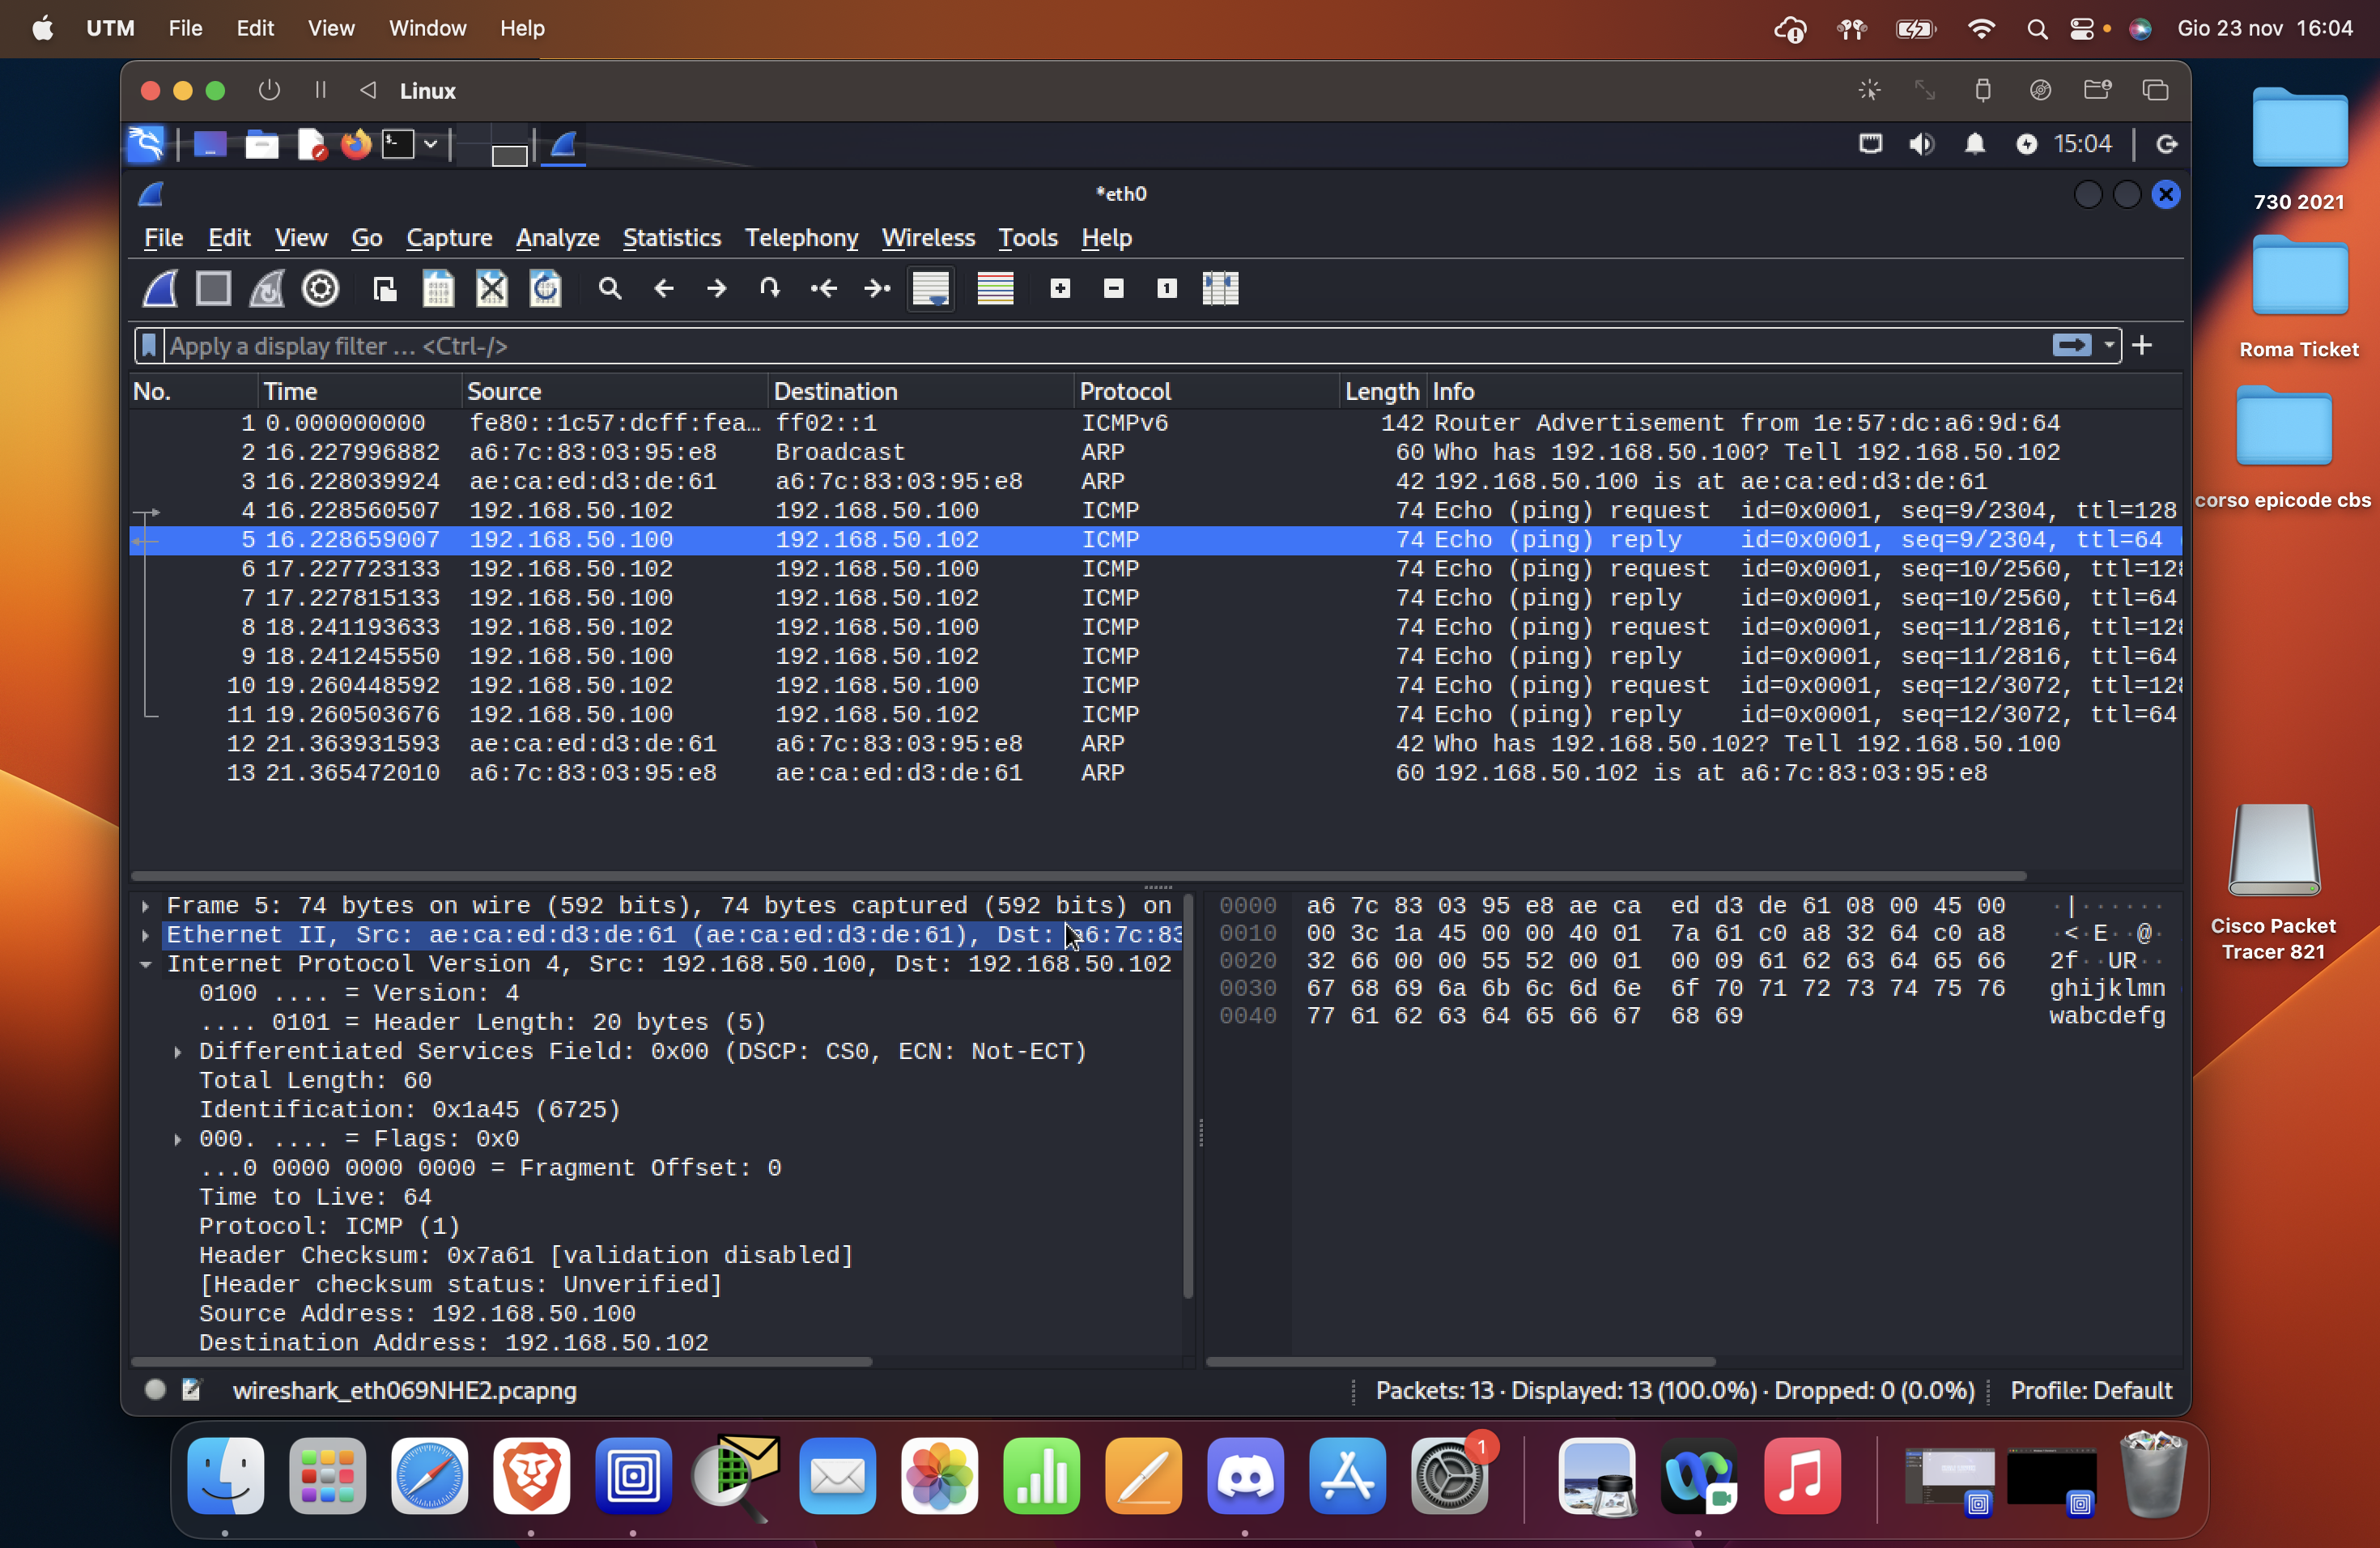 UTM File Edit View Window Help Gio 23 nov 16:04
Linux
15:04
*eth0
File Edit View Go Capture Analyze Statistics Telephony Wireless Tools Help
Apply a display filter … <Ctrl-/>
No. Time Source Destination Protocol Length Info
1 0.000000000 fe80::1c57:dcff:fea… ff02::1 ICMPv6 142 Router Advertisement from 1e:57:dc:a6:9d:64
2 16.227996882 a6:7c:83:03:95:e8 Broadcast ARP 60 Who has 192.168.50.100? Tell 192.168.50.102
3 16.228039924 ae:ca:ed:d3:de:61 a6:7c:83:03:95:e8 ARP 42 192.168.50.100 is at ae:ca:ed:d3:de:61
4 16.228560507 192.168.50.102 192.168.50.100 ICMP 74 Echo (ping) request id=0x0001, seq=9/2304, ttl=128
5 16.228659007 192.168.50.100 192.168.50.102 ICMP 74 Echo (ping) reply id=0x0001, seq=9/2304, ttl=64
6 17.227723133 192.168.50.102 192.168.50.100 ICMP 74 Echo (ping) request id=0x0001, seq=10/2560, ttl=128
7 17.227815133 192.168.50.100 192.168.50.102 ICMP 74 Echo (ping) reply id=0x0001, seq=10/2560, ttl=64
8 18.241193633 192.168.50.102 192.168.50.100 ICMP 74 Echo (ping) request id=0x0001, seq=11/2816, ttl=128
9 18.241245550 192.168.50.100 192.168.50.102 ICMP 74 Echo (ping) reply id=0x0001, seq=11/2816, ttl=64
10 19.260448592 192.168.50.102 192.168.50.100 ICMP 74 Echo (ping) request id=0x0001, seq=12/3072, ttl=128
11 19.260503676 192.168.50.100 192.168.50.102 ICMP 74 Echo (ping) reply id=0x0001, seq=12/3072, ttl=64
12 21.363931593 ae:ca:ed:d3:de:61 a6:7c:83:03:95:e8 ARP 42 Who has 192.168.50.102? Tell 192.168.50.100
13 21.365472010 a6:7c:83:03:95:e8 ae:ca:ed:d3:de:61 ARP 60 192.168.50.102 is at a6:7c:83:03:95:e8
Frame 5: 74 bytes on wire (592 bits), 74 bytes captured (592 bits) on
Ethernet II, Src: ae:ca:ed:d3:de:61 (ae:ca:ed:d3:de:61), Dst: a6:7c:83
Internet Protocol Version 4, Src: 192.168.50.100, Dst: 192.168.50.102
0100 .... = Version: 4
.... 0101 = Header Length: 20 bytes (5)
Differentiated Services Field: 0x00 (DSCP: CS0, ECN: Not-ECT)
Total Length: 60
Identification: 0x1a45 (6725)
000. .... = Flags: 0x0
...0 0000 0000 0000 = Fragment Offset: 0
Time to Live: 64
Protocol: ICMP (1)
Header Checksum: 0x7a61 [validation disabled]
[Header checksum status: Unverified]
Source Address: 192.168.50.100
Destination Address: 192.168.50.102
0000 a6 7c 83 03 95 e8 ae ca ed d3 de 61 08 00 45 00 ·|······
0010 00 3c 1a 45 00 00 40 01 7a 61 c0 a8 32 64 c0 a8 ·<·E··@·
0020 32 66 00 00 55 52 00 01 00 09 61 62 63 64 65 66 2f··UR··
0030 67 68 69 6a 6b 6c 6d 6e 6f 70 71 72 73 74 75 76 ghijklmn
0040 77 61 62 63 64 65 66 67 68 69 wabcdefg
wireshark_eth069NHE2.pcapng
Packets: 13 · Displayed: 13 (100.0%) · Dropped: 0 (0.0%)
Profile: Default
730 2021
Roma Ticket
corso epicode cbs
Cisco Packet
Tracer 821
1